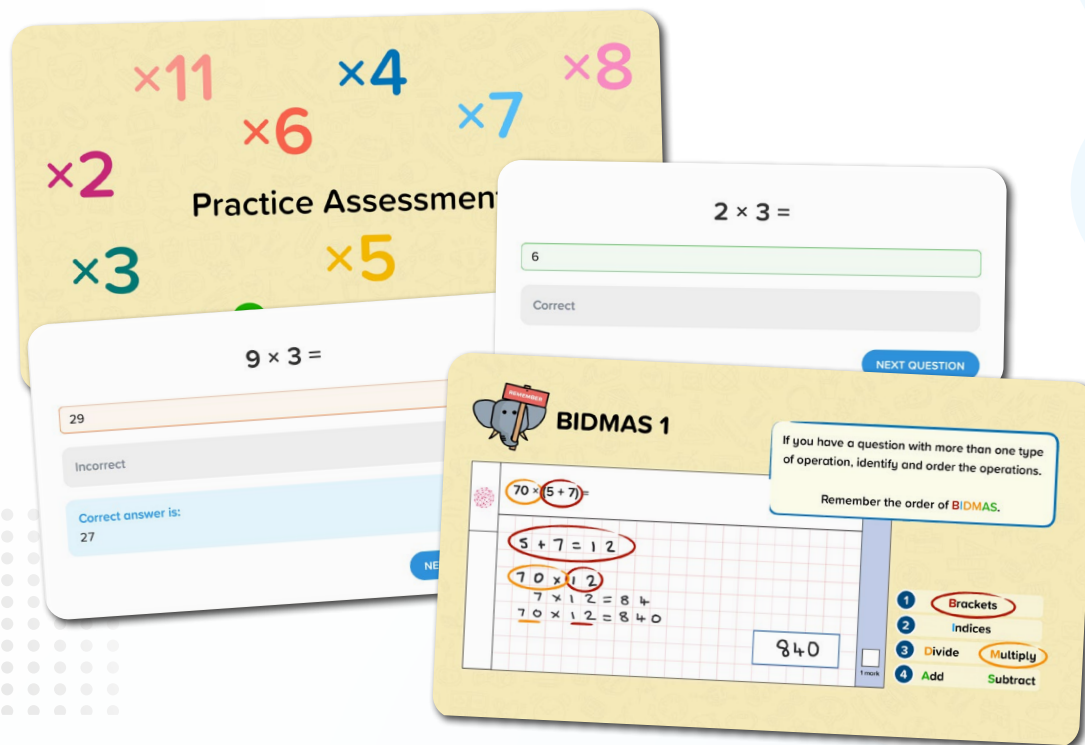 ×11
×4
×8
×6
×7
×2
Practice Assessment
×3
×5
2 × 3 =
6
Correct
NEXT QUESTION
9 × 3 =
29
Incorrect
Correct answer is:
27
NE
REMEMBER
BIDMAS 1
If you have a question with more than one type
of operation, identify and order the operations.
Remember the order of BIDMAS.
70 × (5 + 7) =
5 + 7 = 12
70 × 12
7 × 12 = 84
70 × 12 = 840
840
1 mark
1 Brackets
2 Indices
3 Divide Multiply
4 Add Subtract